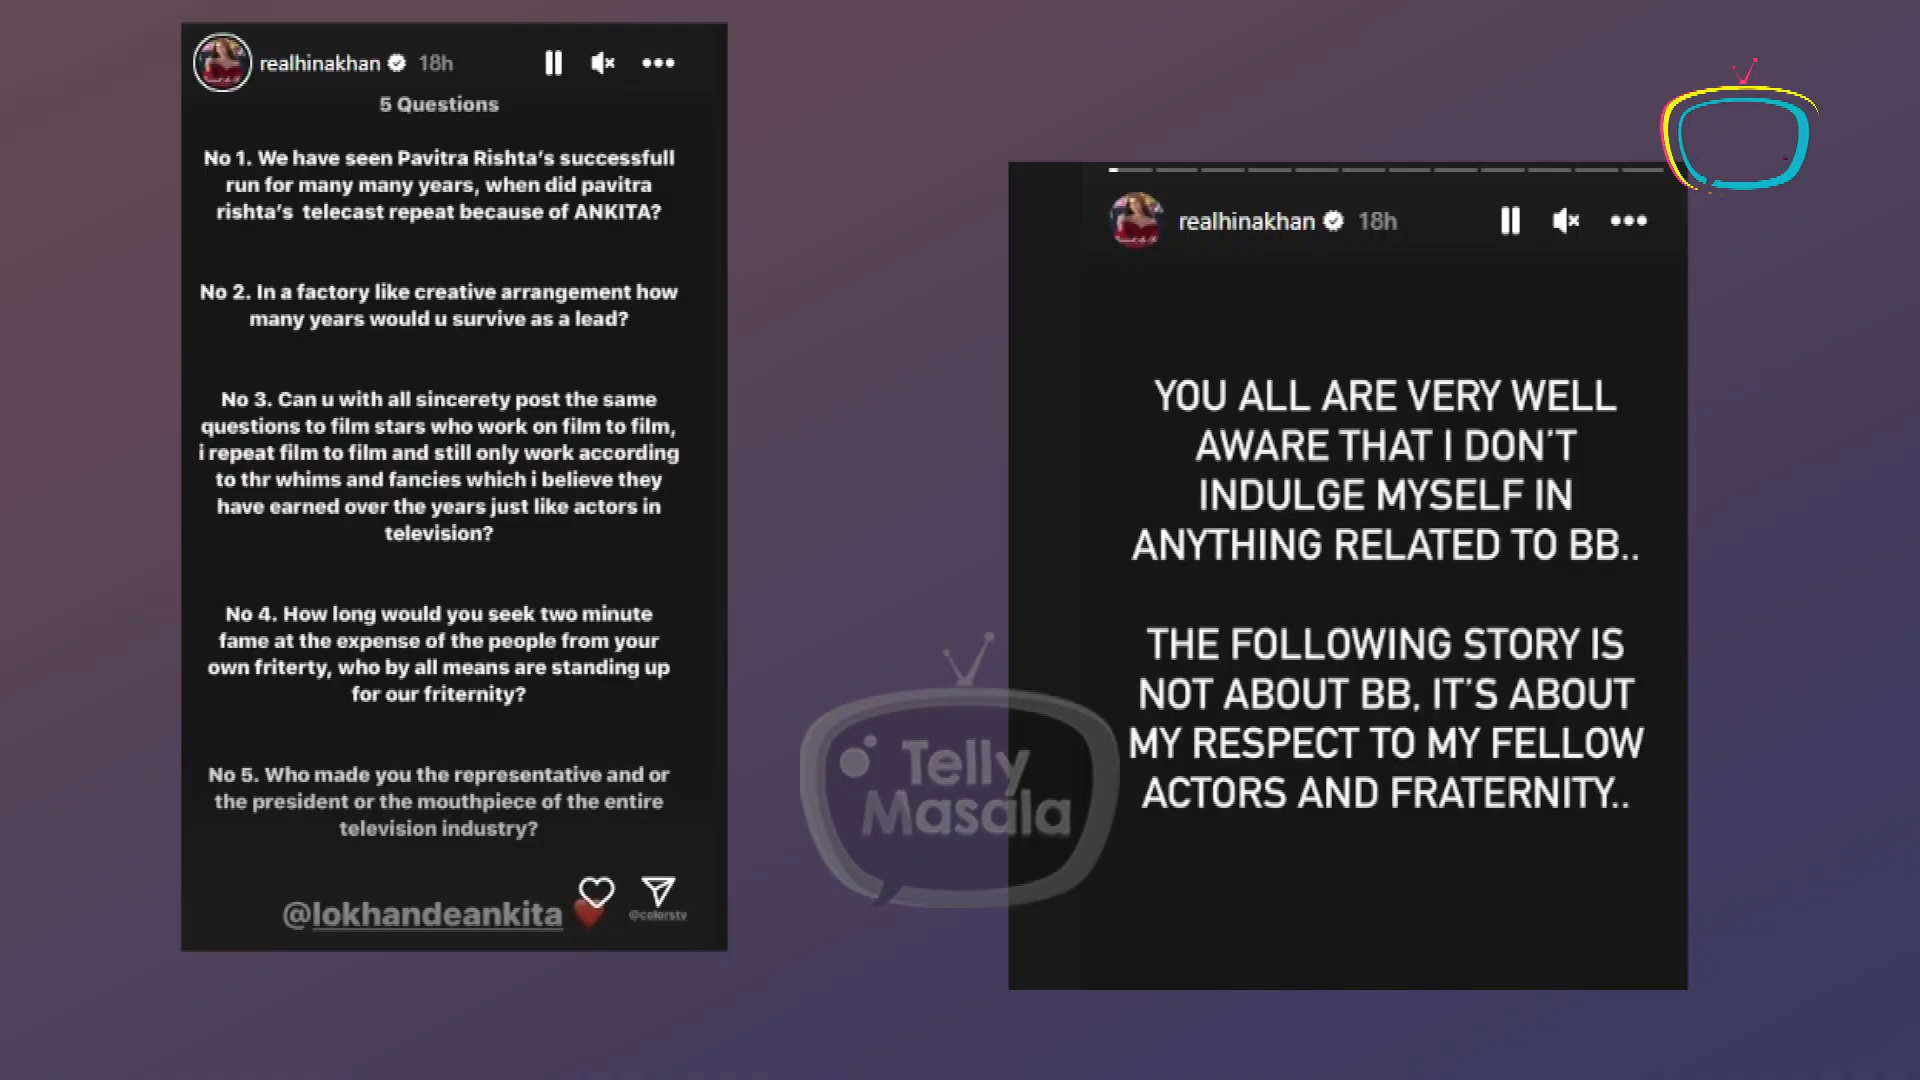 realhinakhan 18h
5 Questions
No 1. We have seen Pavitra Rishta's successfull
run for many many years, when did pavitra
rishta's telecast repeat because of ANKITA?
No 2. In a factory like creative arrangement how
many years would u survive as a lead?
No 3. Can u with all sincerety post the same
questions to film stars who work on film to film,
i repeat film to film and still only work according
to thr whims and fancies which i believe they
have earned over the years just like actors in
television?
No 4. How long would you seek two minute
fame at the expense of the people from your
own friterty, who by all means are standing up
for our friternity?
No 5. Who made you the representative and or
the president or the mouthpiece of the entire
television industry?
@lokhandeankita
@colorstv
realhinakhan 18h
YOU ALL ARE VERY WELL
AWARE THAT I DON'T
INDULGE MYSELF IN
ANYTHING RELATED TO BB..
THE FOLLOWING STORY IS
NOT ABOUT BB, IT'S ABOUT
MY RESPECT TO MY FELLOW
ACTORS AND FRATERNITY..
Telly
Masala